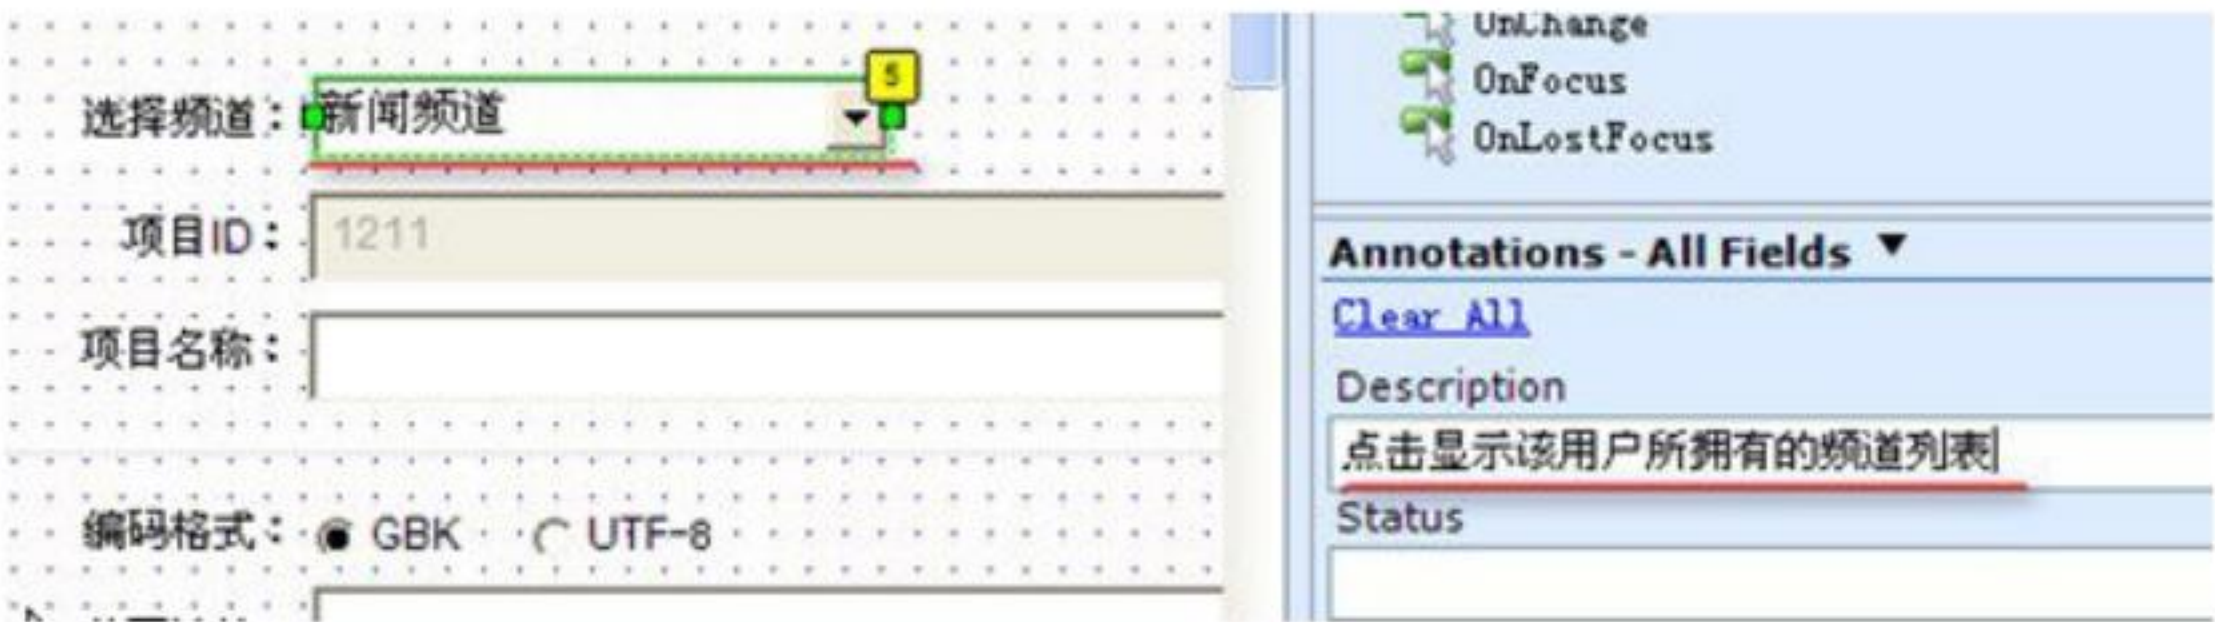 选择频道：
新闻频道
5
项目ID：
1211
项目名称：
编码格式：
GBK
UTF-8
OnChange
OnFocus
OnLostFocus
Annotations - All Fields ▼
Clear All
Description
点击显示该用户所拥有的频道列表
Status